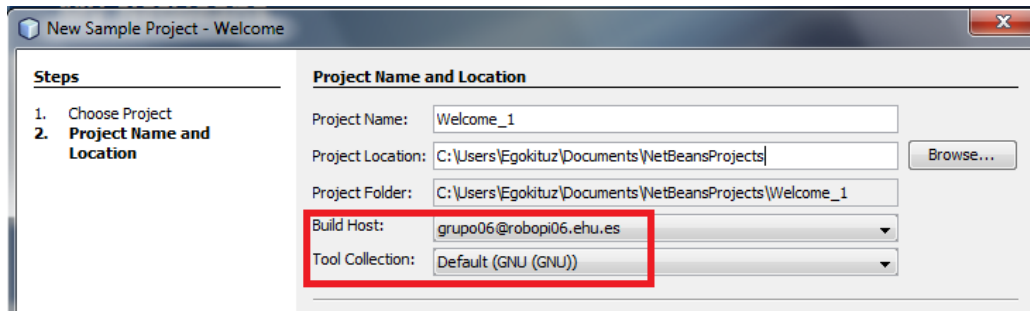 New Sample Project - Welcome
Steps
1. Choose Project
2. Project Name and
Location
Project Name and Location
Project Name: Welcome_1
Project Location: C:\Users\Egokituz\Documents\NetBeansProjects Browse...
Project Folder: C:\Users\Egokituz\Documents\NetBeansProjects\Welcome_1
Build Host: grupo06@robopi06.ehu.es
Tool Collection: Default (GNU (GNU))